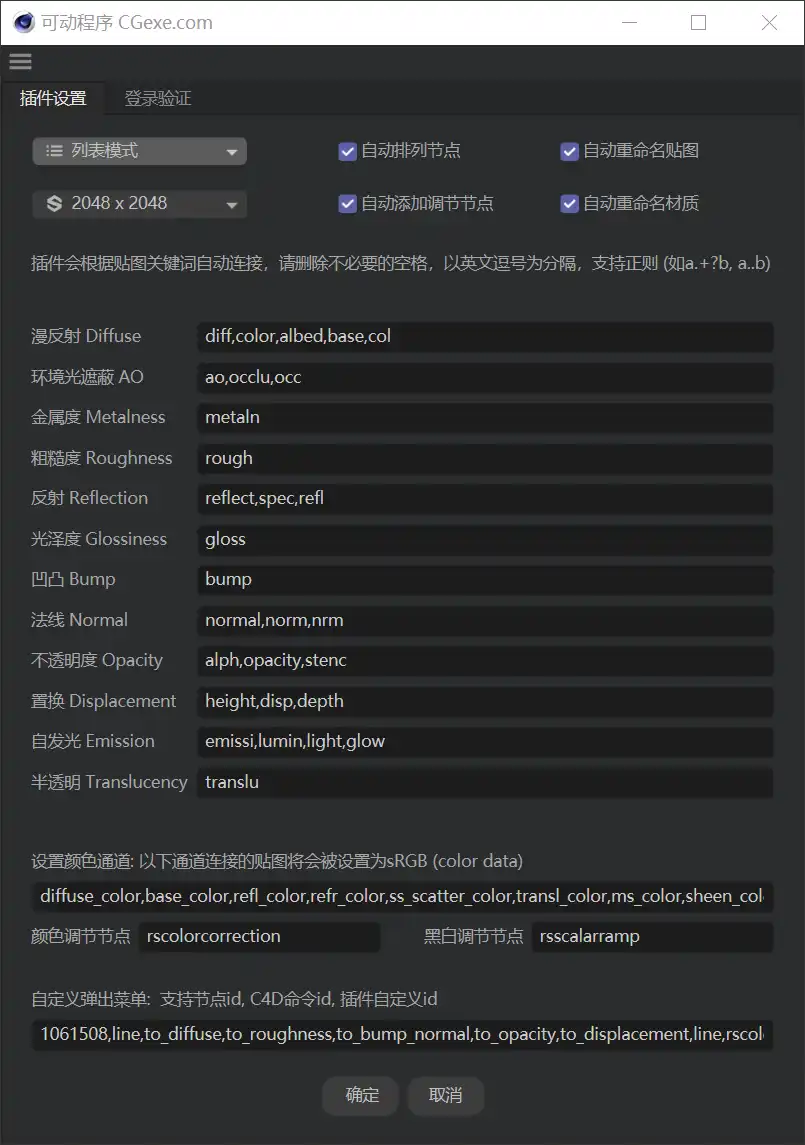 可动程序 CGexe.com
插件设置 登录验证
列表模式 自动排列节点 自动重命名贴图
2048 x 2048 自动添加调节节点 自动重命名材质
插件会根据贴图关键词自动连接，请删除不必要的空格，以英文逗号为分隔，支持正则 (如a.+?b, a..b)
漫反射 Diffuse diff,color,albed,base,col
环境光遮蔽 AO ao,occlu,occ
金属度 Metalness metaln
粗糙度 Roughness rough
反射 Reflection reflect,spec,refl
光泽度 Glossiness gloss
凹凸 Bump bump
法线 Normal normal,norm,nrm
不透明度 Opacity alph,opacity,stenc
置换 Displacement height,disp,depth
自发光 Emission emissi,lumin,light,glow
半透明 Translucency translu
设置颜色通道: 以下通道连接的贴图将会被设置为sRGB (color data)
diffuse_color,base_color,refl_color,refr_color,ss_scatter_color,transl_color,ms_color,sheen_col
颜色调节节点 rscolorcorrection 黑白调节节点 rsscalarramp
自定义弹出菜单: 支持节点id, C4D命令id, 插件自定义id
1061508,line,to_diffuse,to_roughness,to_bump_normal,to_opacity,to_displacement,line,rscol
确定 取消